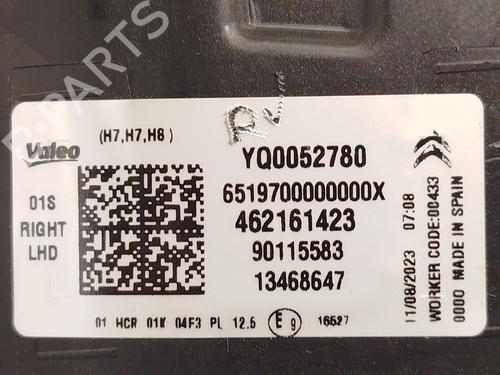 R-PARTS
Valeo
(H7,H7,H6)
01S
RIGHT
LHD
YQ0052780
6519700000000X
462161423
90115583
13468647
11/08/2023 07:08
WORKER CODE:00433
0000 MADE IN SPAIN
01 HCR 01K 04F3 PL 12.5 E9 16527